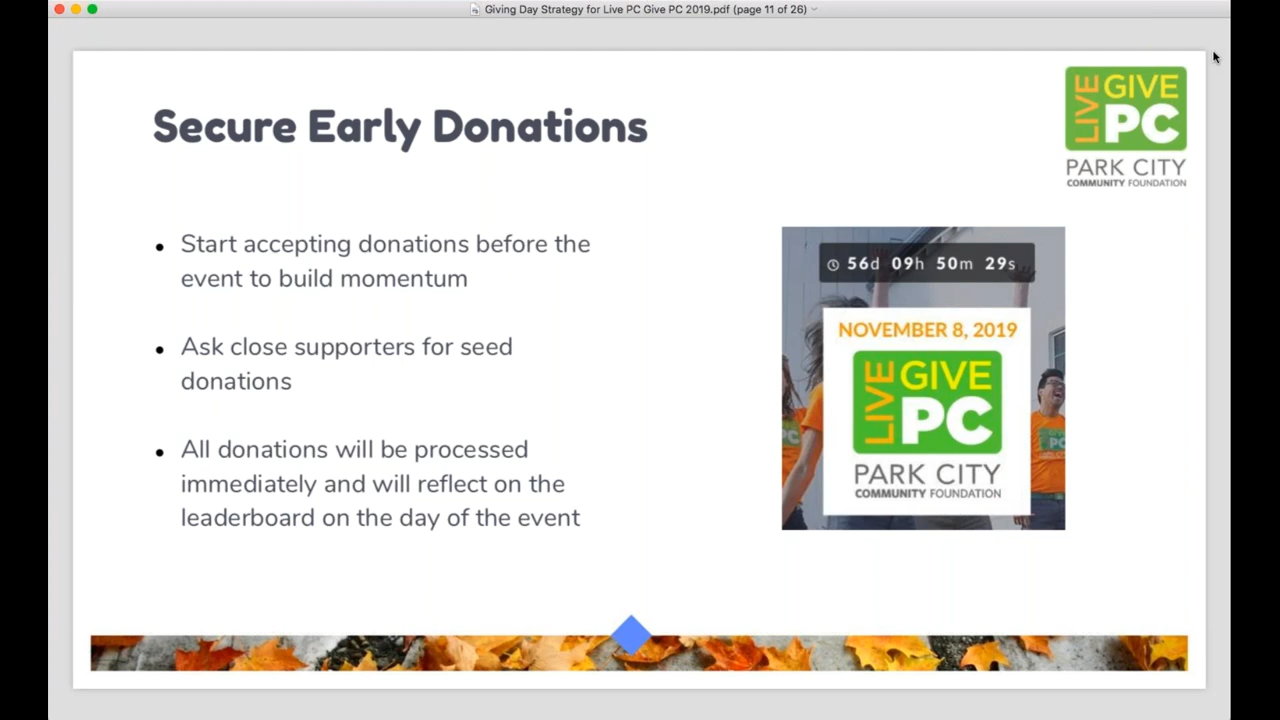 Giving Day Strategy for Live PC Give PC 2019.pdf (page 11 of 26)
LIVE GIVE PC
PARK CITY
COMMUNITY FOUNDATION
Secure Early Donations
• Start accepting donations before the
event to build momentum
• Ask close supporters for seed
donations
• All donations will be processed
immediately and will reflect on the
leaderboard on the day of the event
56d 09h 50m 29s
NOVEMBER 8, 2019
LIVE GIVE PC
PARK CITY
COMMUNITY FOUNDATION